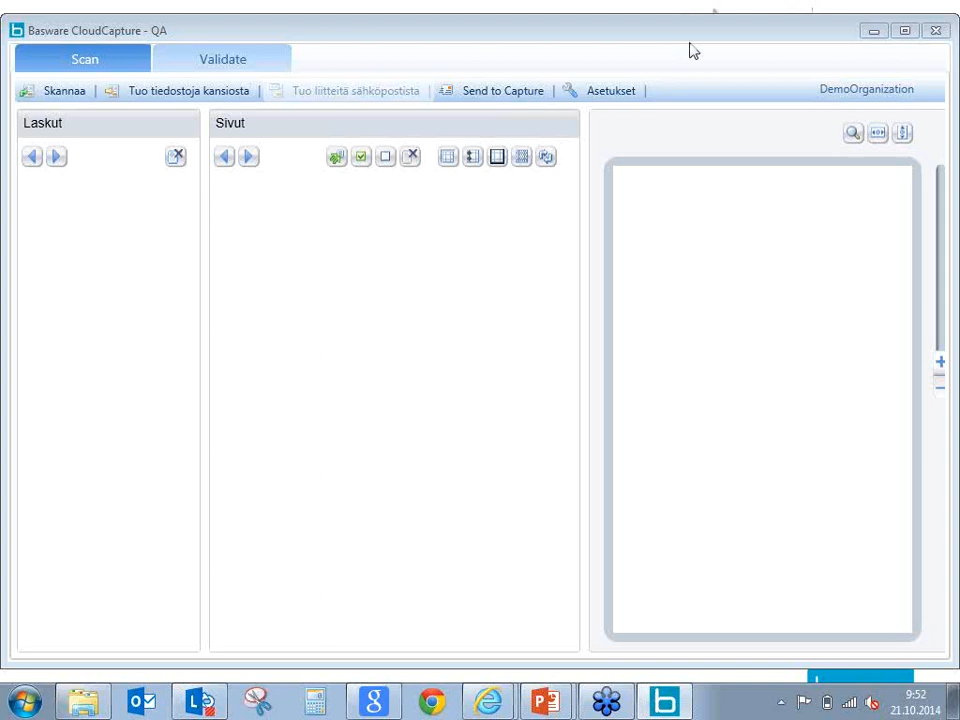 Basware CloudCapture - QA
Scan
Validate
Skannaa
Tuo tiedostoja kansiosta
Tuo liitteitä sähköpostista
Send to Capture
Asetukset
DemoOrganization
Laskut
Sivut
9:52
21.10.2014